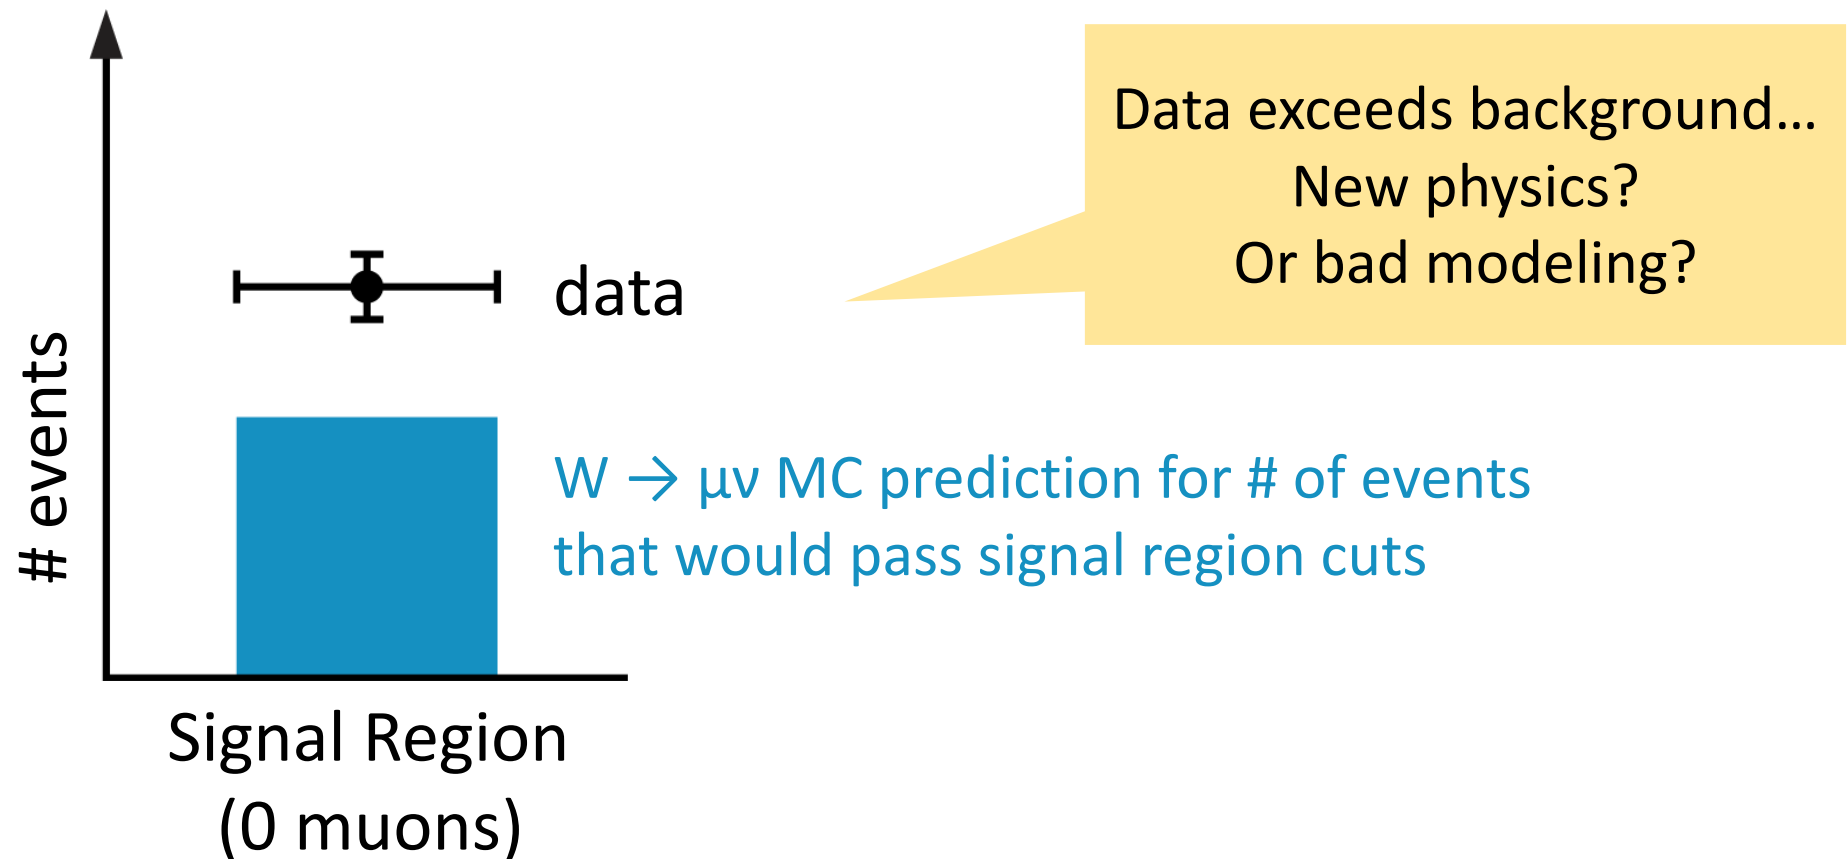 Data exceeds background...
New physics?
Or bad modeling?
data
# events
W → μν MC prediction for # of events
that would pass signal region cuts
Signal Region
(0 muons)